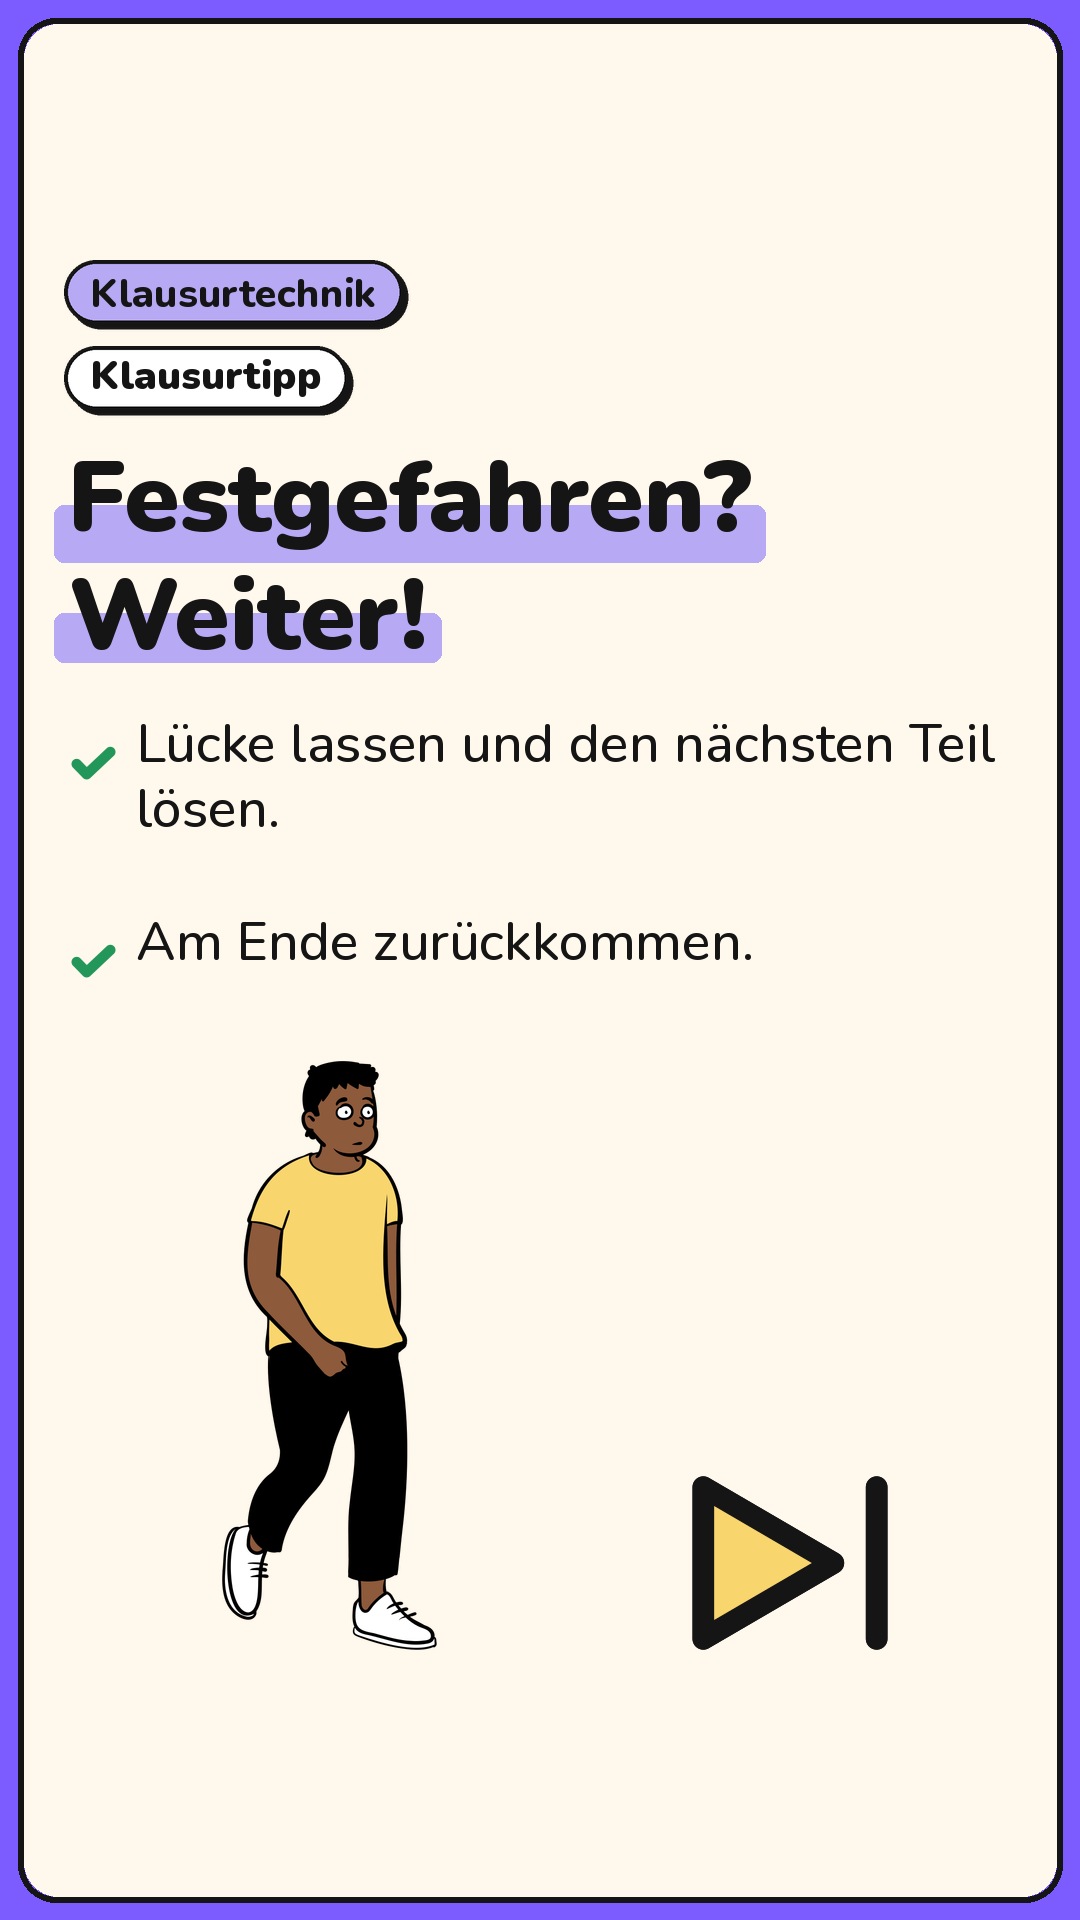 Klausurtechnik
Klausurtipp
Festgefahren?
Weiter!
Lücke lassen und den nächsten Teil
lösen.
Am Ende zurückkommen.